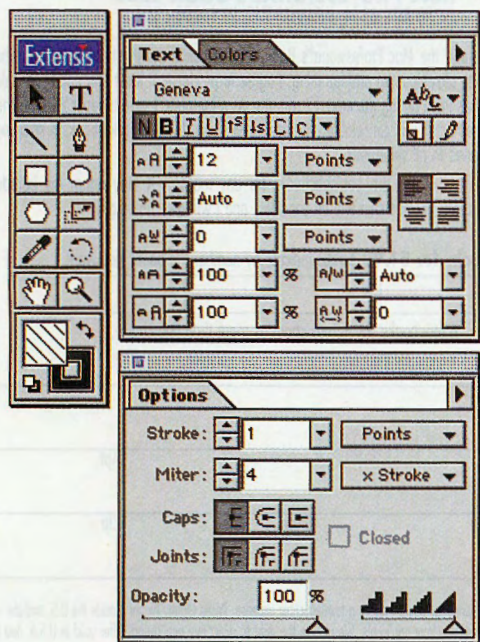 Extensis
T
Text Colors
Geneva
Abc
N B I U ↑S ↓S C C
A A 12 Points
A A Auto Points
A W 0 Points
A A 100 % A/W Auto
A A 100 % A W 0
Options
Stroke: 1 Points
Miter: 4 x Stroke
Caps:
Closed
Joints:
Opacity: 100 %